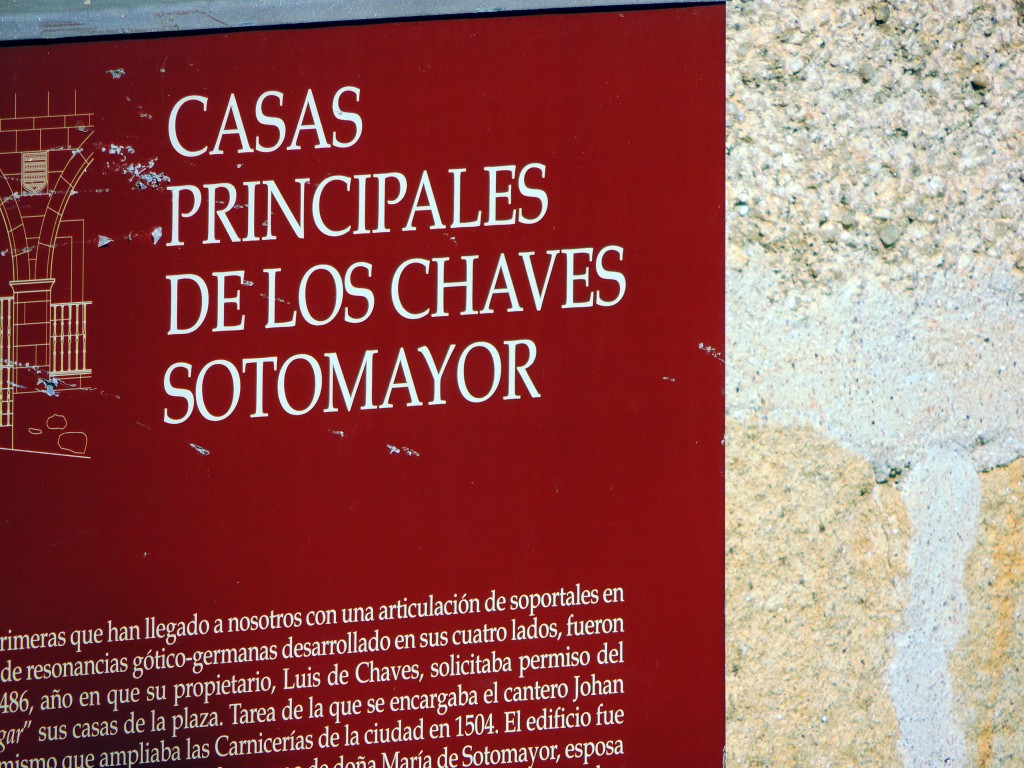 CASAS
PRINCIPALES
DE LOS CHAVES
SOTOMAYOR
rimeras que han llegado a nosotros con una articulación de soportales en
de resonancias gótico-germanas desarrollado en sus cuatro lados, fueron
486, año en que su propietario, Luis de Chaves, solicitaba permiso del
gar" sus casas de la plaza. Tarea de la que se encargaba el cantero Johan
mismo que ampliaba las Carnicerías de la ciudad en 1504. El edificio fue
de doña María de Sotomayor, esposa